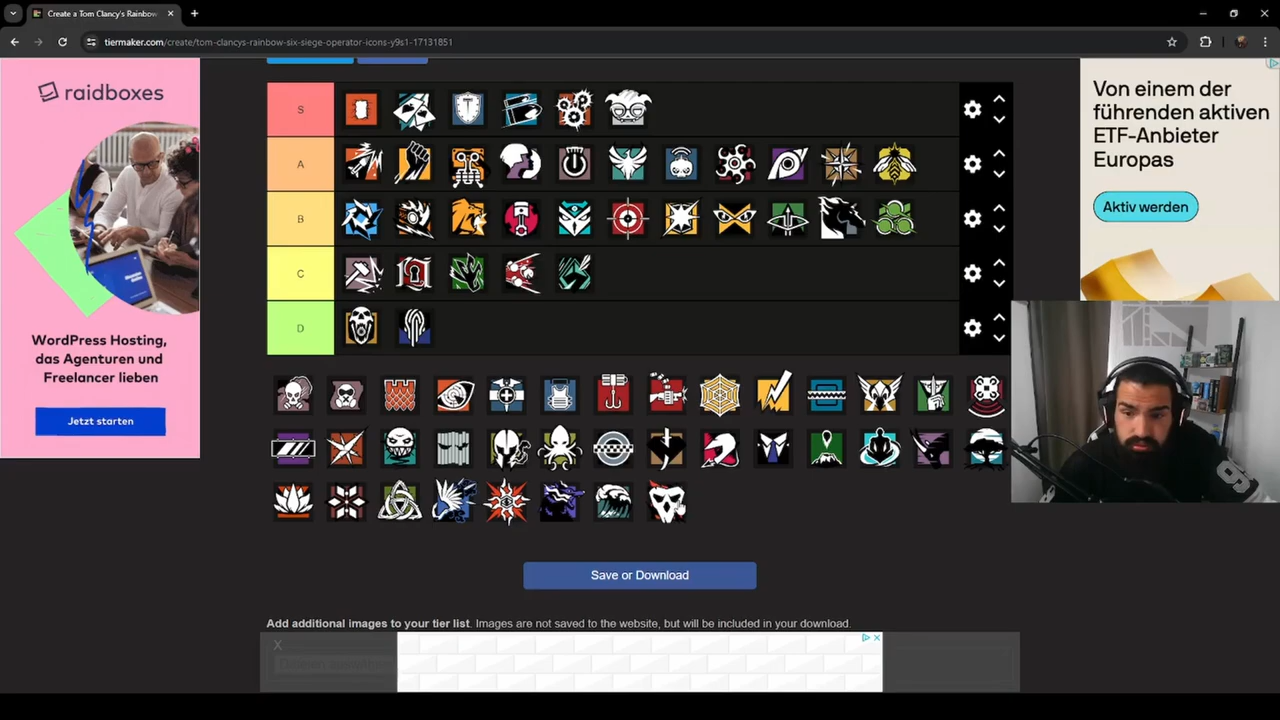 Create a Tom Clancy's Rainbow
tiermaker.com/create/tom-clancys-rainbow-six-siege-operator-icons-y9s1-17131851
raidboxes
WordPress Hosting,
das Agenturen und
Freelancer lieben
Jetzt starten
S
A
B
C
D
Von einem der
führenden aktiven
ETF-Anbieter
Europas
Aktiv werden
Save or Download
Add additional images to your tier list. Images are not saved to the website, but will be included in your download.
X